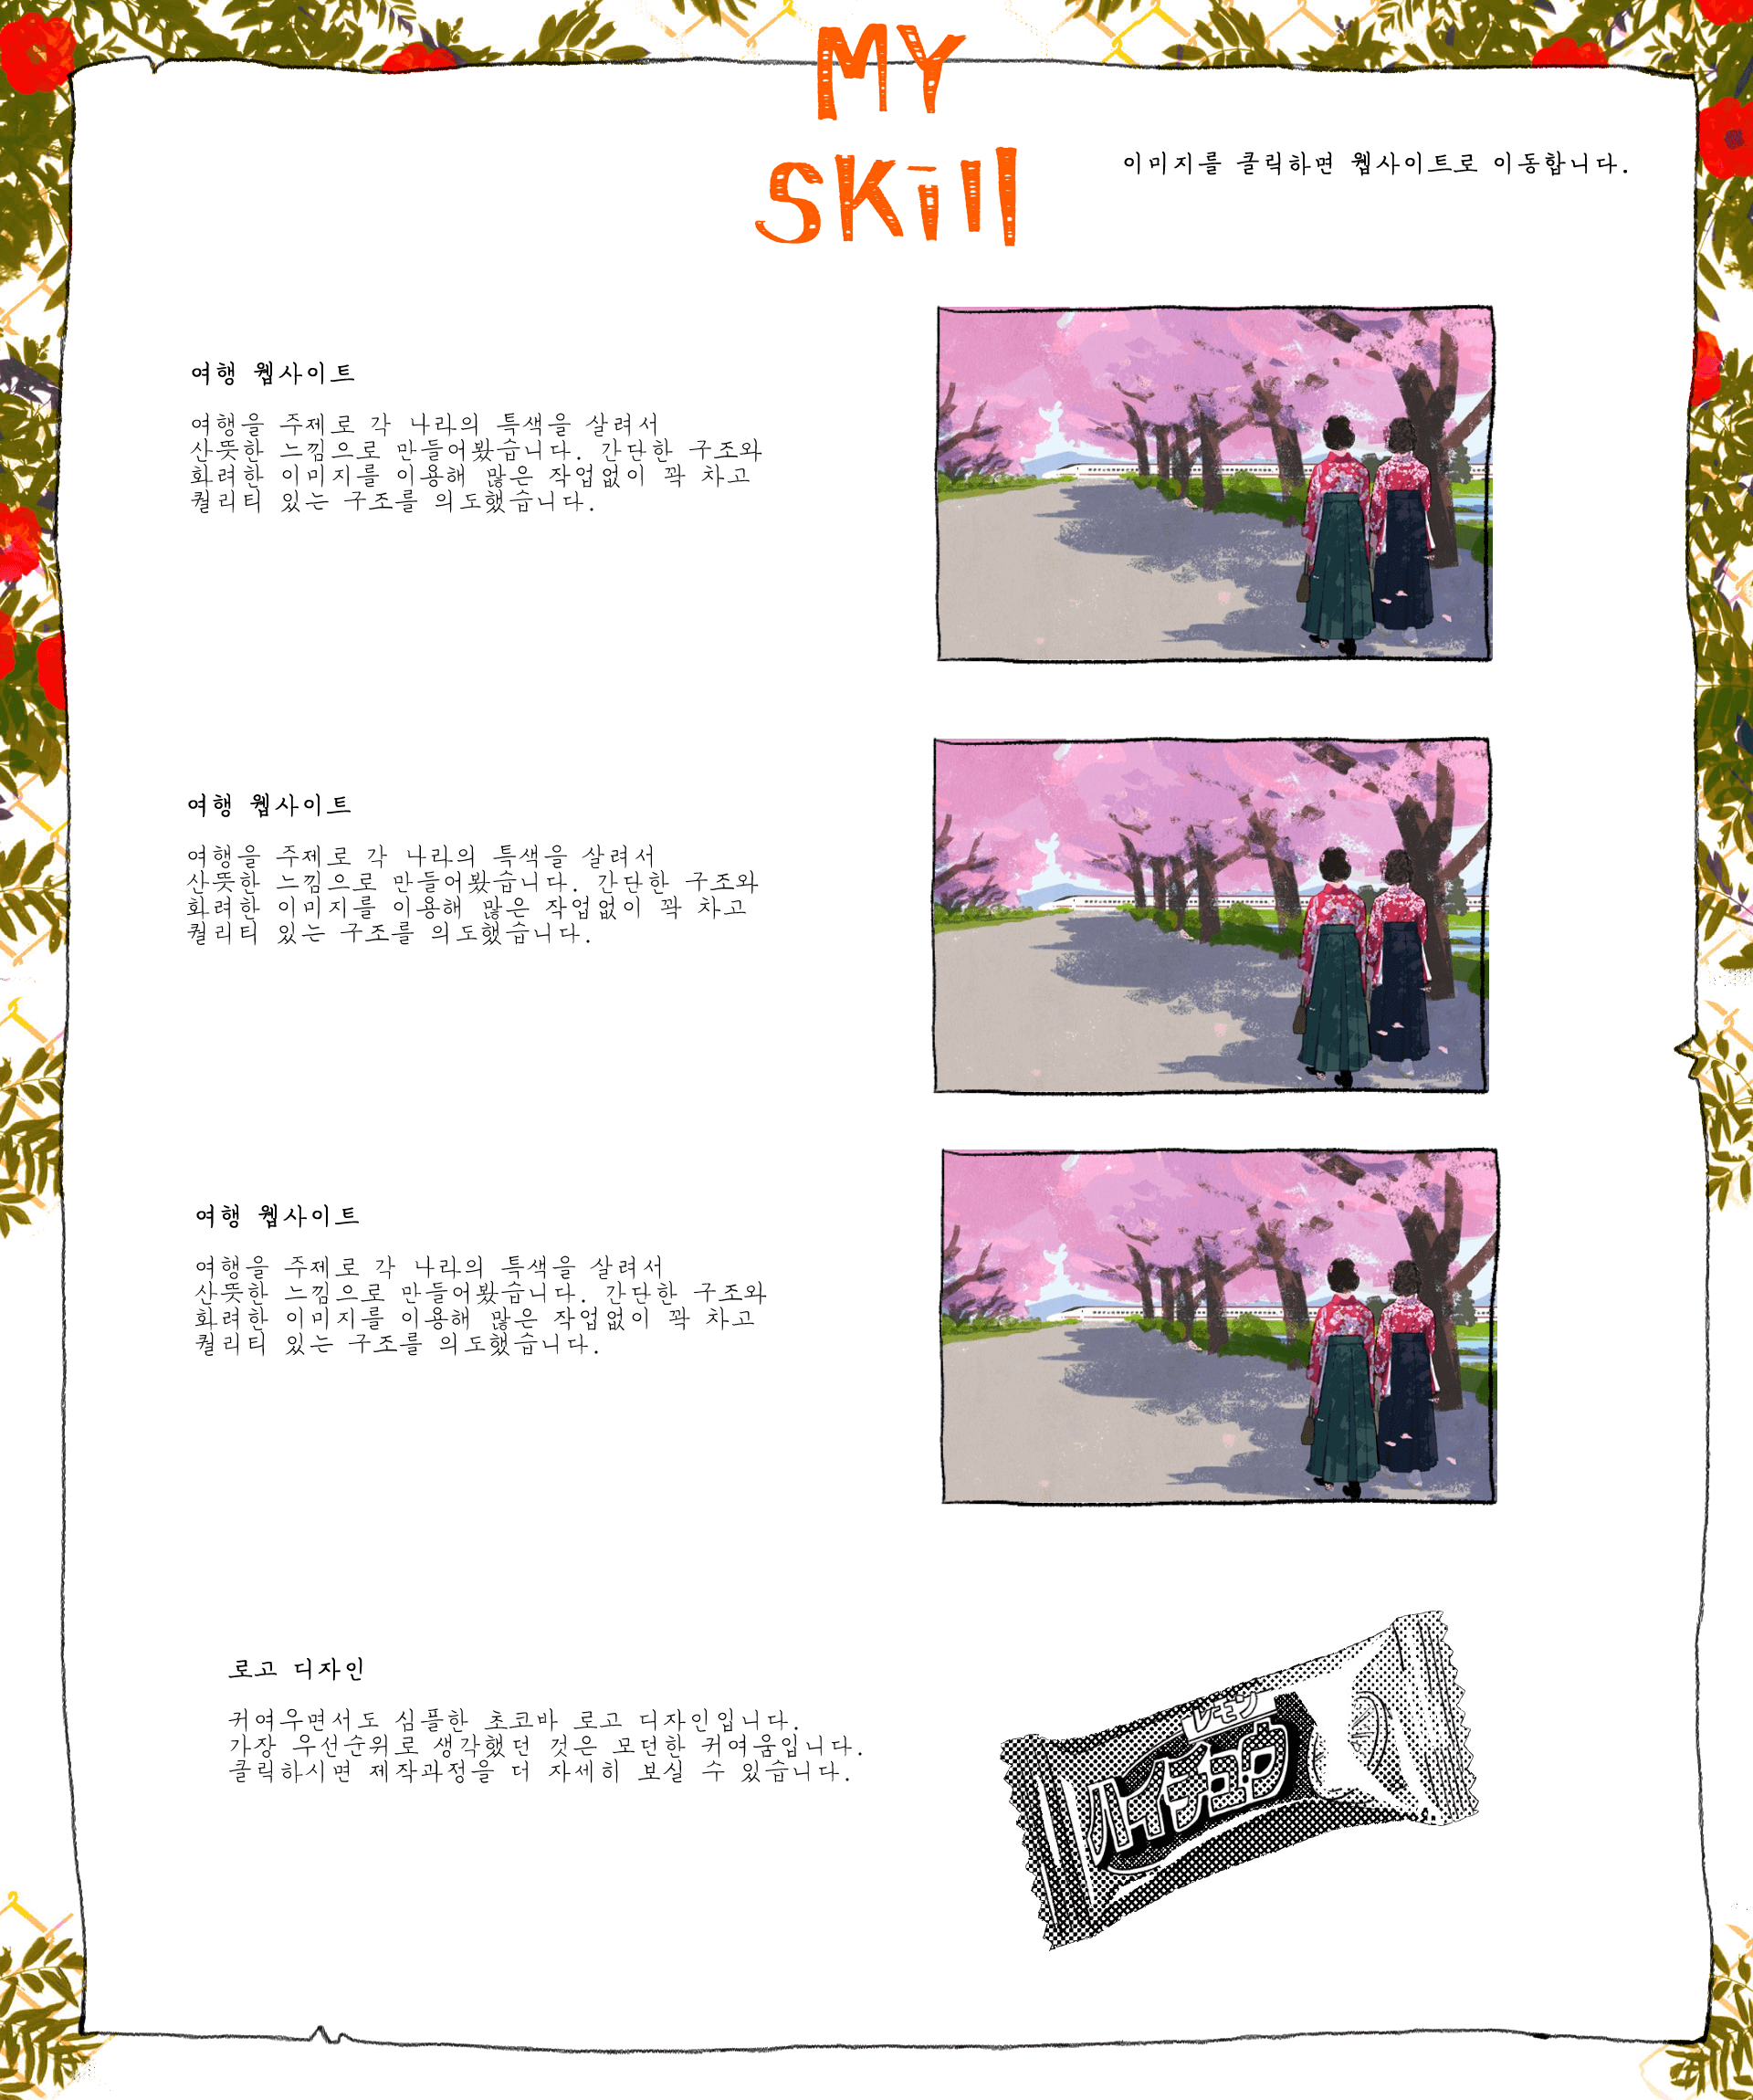 MY
SKill
이미지를 클릭하면 웹사이트로 이동합니다.
여행 웹사이트
여행을 주제로 각 나라의 특색을 살려서
산뜻한 느낌으로 만들어봤습니다. 간단한 구조와
화려한 이미지를 이용해 많은 작업없이 꽉 차고
퀄리티 있는 구조를 의도했습니다.
여행 웹사이트
여행을 주제로 각 나라의 특색을 살려서
산뜻한 느낌으로 만들어봤습니다. 간단한 구조와
화려한 이미지를 이용해 많은 작업없이 꽉 차고
퀄리티 있는 구조를 의도했습니다.
여행 웹사이트
여행을 주제로 각 나라의 특색을 살려서
산뜻한 느낌으로 만들어봤습니다. 간단한 구조와
화려한 이미지를 이용해 많은 작업없이 꽉 차고
퀄리티 있는 구조를 의도했습니다.
로고 디자인
귀여우면서도 심플한 초코바 로고 디자인입니다.
가장 우선순위로 생각했던 것은 모던한 귀여움입니다.
클릭하시면 제작과정을 더 자세히 보실 수 있습니다.
レモン
ハイチュウ